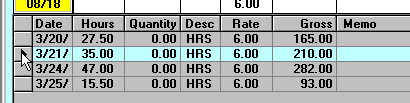 08/18 6.00
Date Hours Quantity Desc Rate Gross Memo
3/20/ 27.50 0.00 HRS 6.00 165.00
3/21/ 35.00 0.00 HRS 6.00 210.00
3/24/ 47.00 0.00 HRS 6.00 282.00
3/25/ 15.50 0.00 HRS 6.00 93.00